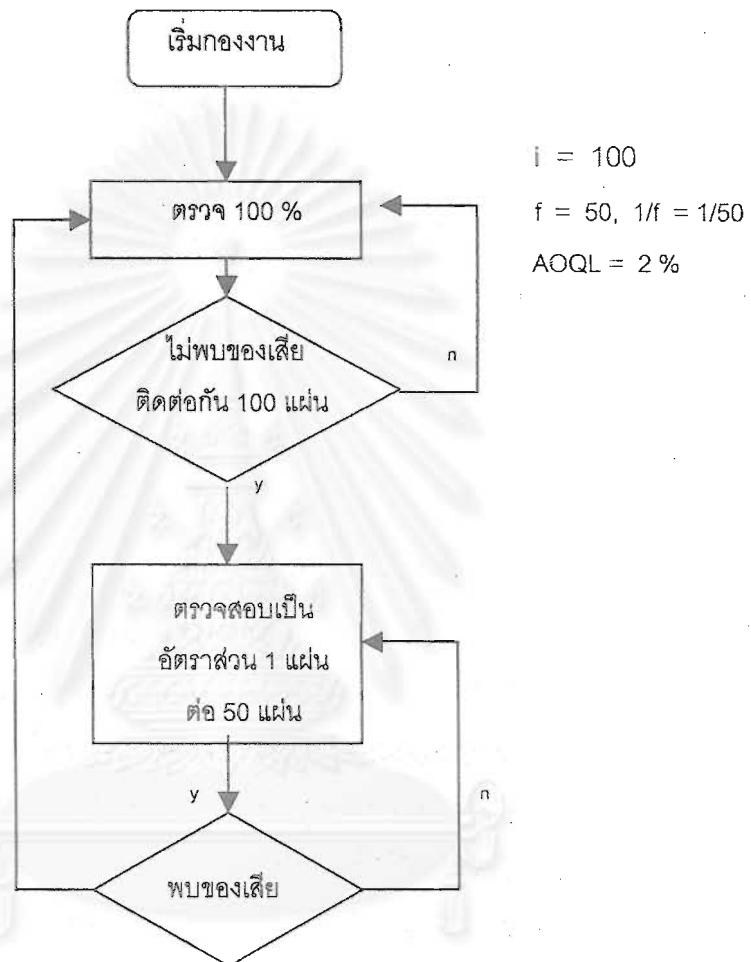 เริ่มกองงาน
i = 100
f = 50, 1/f = 1/50
AOQL = 2 %
ตรวจ 100 %
ไม่พบของเสีย
ติดต่อกัน 100 แผ่น
n
y
ตรวจสอบเป็น
อัตราส่วน 1 แผ่น
ต่อ 50 แผ่น
y
n
พบของเสีย